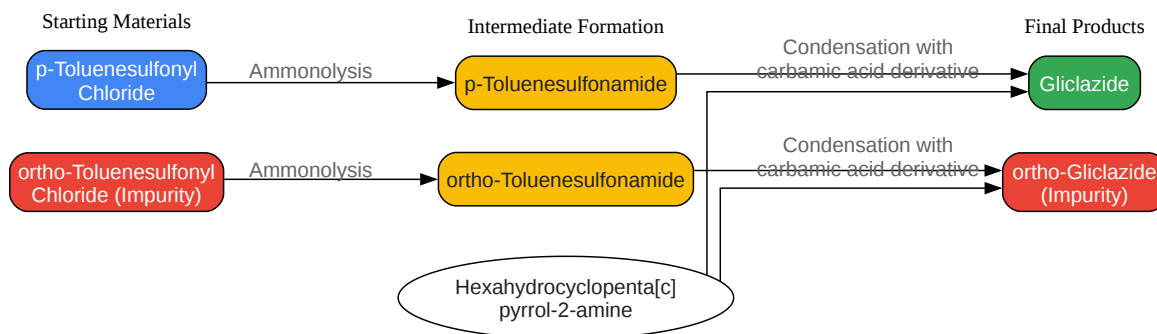 Starting Materials
Intermediate Formation
Final Products
p-Toluenesulfonyl
Chloride
Ammonolysis
p-Toluenesulfonamide
Condensation with
carbamic acid derivative
Gliclazide
ortho-Toluenesulfonyl
Chloride (Impurity)
Ammonolysis
ortho-Toluenesulfonamide
Condensation with
carbamic acid derivative
ortho-Gliclazide
(Impurity)
Hexahydrocyclopenta[c]
pyrrol-2-amine